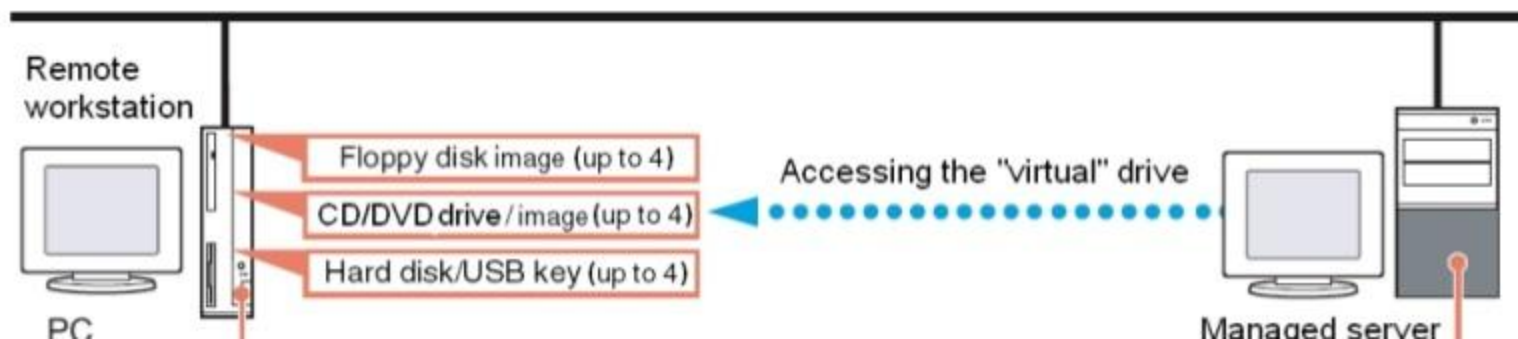 Remote
workstation
Floppy disk image (up to 4)
CD/DVD drive/image (up to 4)
Hard disk/USB key (up to 4)
Accessing the "virtual" drive
PC
Managed server